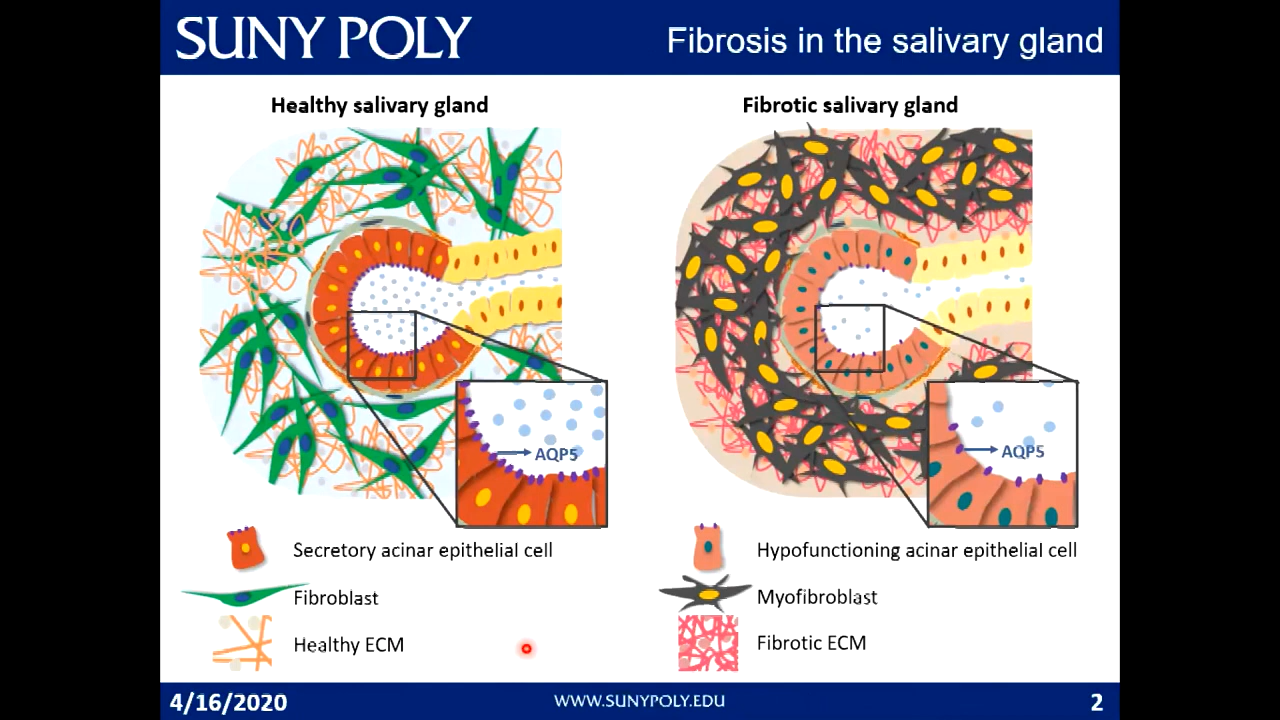 SUNY POLY
Fibrosis in the salivary gland
Healthy salivary gland
Fibrotic salivary gland
AQP5
AQP5
Secretory acinar epithelial cell
Hypofunctioning acinar epithelial cell
Fibroblast
Myofibroblast
Healthy ECM
Fibrotic ECM
4/16/2020
WWW.SUNYPOLY.EDU
2